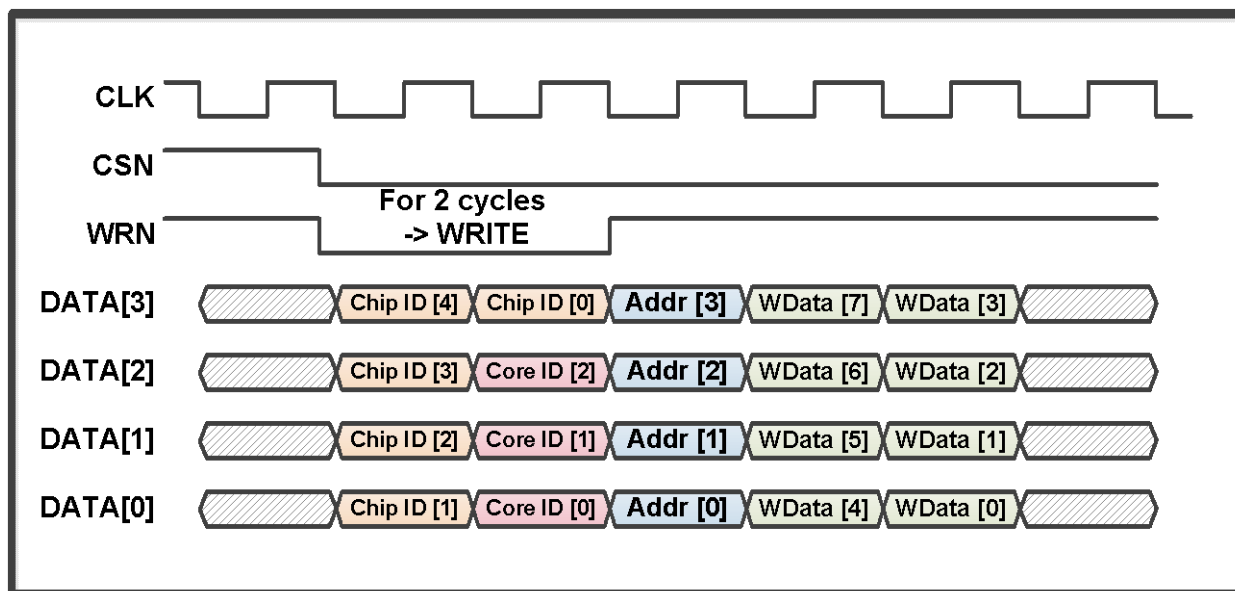 CLK
CSN
For 2 cycles
WRN -> WRITE
DATA[3] Chip ID [4] Chip ID [0] Addr [3] WData [7] WData [3]
DATA[2] Chip ID [3] Core ID [2] Addr [2] WData [6] WData [2]
DATA[1] Chip ID [2] Core ID [1] Addr [1] WData [5] WData [1]
DATA[0] Chip ID [1] Core ID [0] Addr [0] WData [4] WData [0]